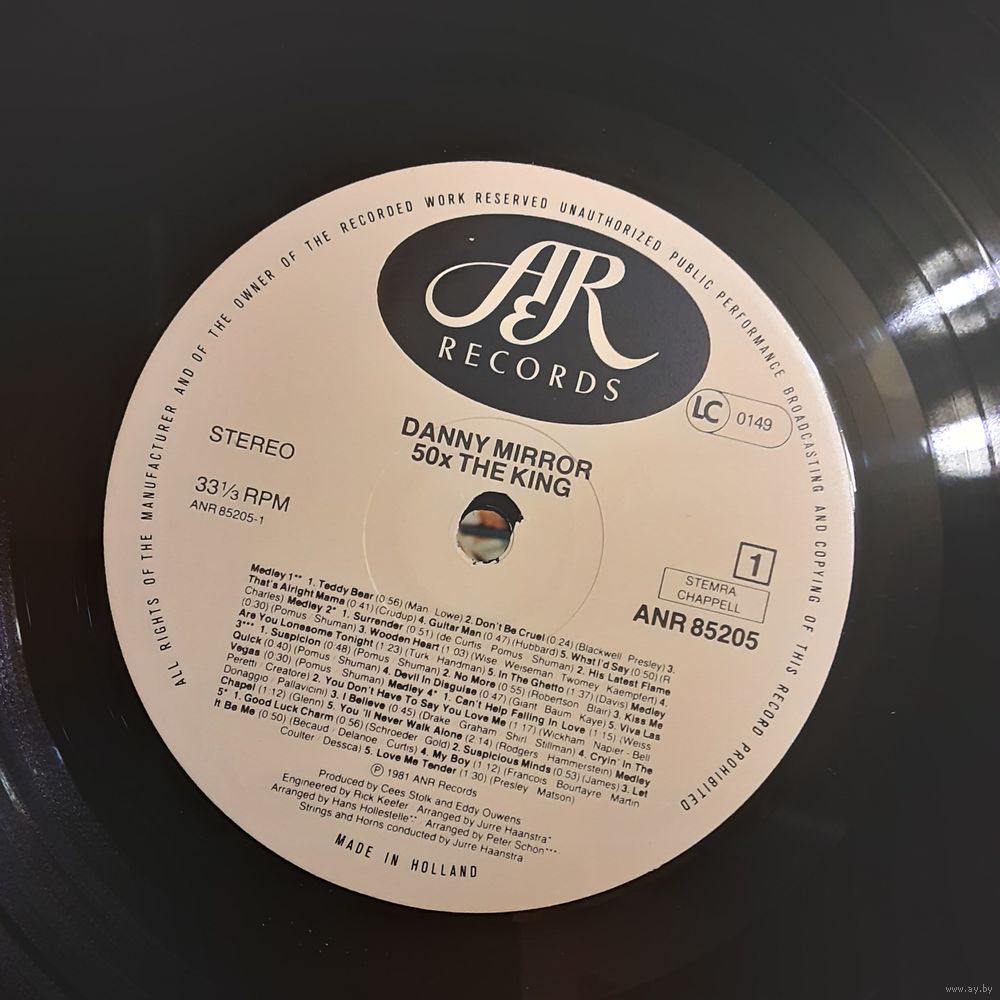 ALL RIGHTS OF THE MANUFACTURER AND OF THE OWNER OF THE RECORDED WORK RESERVED UNAUTHORIZED PUBLIC PERFORMANCE BROADCASTING AND COPYING OF THIS RECORD PROHIBITED
A&R
RECORDS
LC 0149
DANNY MIRROR
50x THE KING
STEREO
33⅓ RPM
ANR 85205-1
1
STEMRA
CHAPPELL
ANR 85205
Medley 1** 1. Teddy Bear (0:56) (Man Lowe) 2. Don't Be Cruel (0:24) (Blackwell Presley) 3.
That's Alright Mama (0:41) (Crudup) 4. Guitar Man (0:47) (Hubbard) 5. What I'd Say (0:50) (R
Charles) Medley 2* 1. Surrender (0:51) (de Curtis Pomus Shuman) 2. His Latest Flame
(0:30) (Pomus / Shuman) 3. Wooden Heart (1:03) (Wise Weiseman Twomey Kaempfert) 4.
Are You Lonesome Tonight (1:23) (Turk Handman) 5. In The Ghetto (1:37) (Davis) Medley
3*** 1. Suspicion (0:48) (Pomus Shuman) 2. No More (0:55) (Robertson Blair) 3. Kiss Me
Quick (0:40) (Pomus / Shuman) 4. Devil In Disguise (0:47) (Giant Baum Kaye) 5. Viva Las
Vegas (0:30) (Pomus / Shuman) Medley 4* 1. Can't Help Falling In Love (1:15) (Weiss
Peretti / Creatore) 2. You Don't Have To Say You Love Me (1:17) (Wickham Napier-Bell
Donaggio / Pallavicini) 3. I Believe (0:45) (Drake Graham Shirl Stillman) 4. Cryin' In The
Chapel (1:12) (Glenn) 5. You'll Never Walk Alone (2:14) (Rodgers Hammerstein) Medley
5* 1. Good Luck Charm (0:56) (Schroeder Gold) 2. Suspicious Minds (0:53) (James) 3. Let
It Be Me (0:50) (Becaud / Delanoe Curtis) 4. My Boy (1:12) (Francois Bourtayre Martin
Coulter / Dessca) 5. Love Me Tender (1:30) (Presley Matson)
℗ 1981 ANR Records
Produced by Cees Stolk and Eddy Ouwens
Engineered by Rick Keefer Arranged by Jurre Haanstra*
Arranged by Hans Hollestelle** Arranged by Peter Schon***
Strings and Horns conducted by Jurre Haanstra
MADE IN HOLLAND
www.ay.by